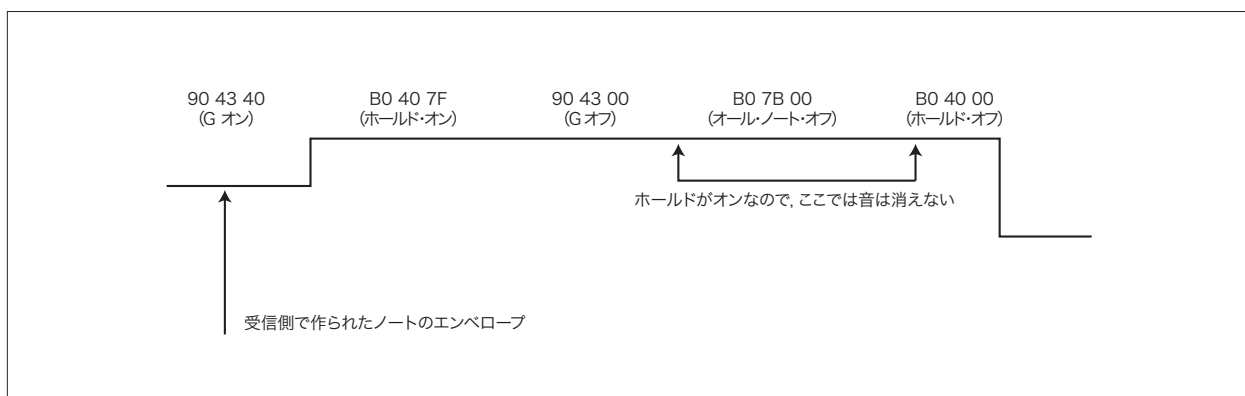 90 43 40
(G オン)
B0 40 7F
(ホールド・オン)
90 43 00
(G オフ)
B0 7B 00
(オール・ノート・オフ)
B0 40 00
(ホールド・オフ)
ホールドがオンなので, ここでは音は消えない
受信側で作られたノートのエンベロープ